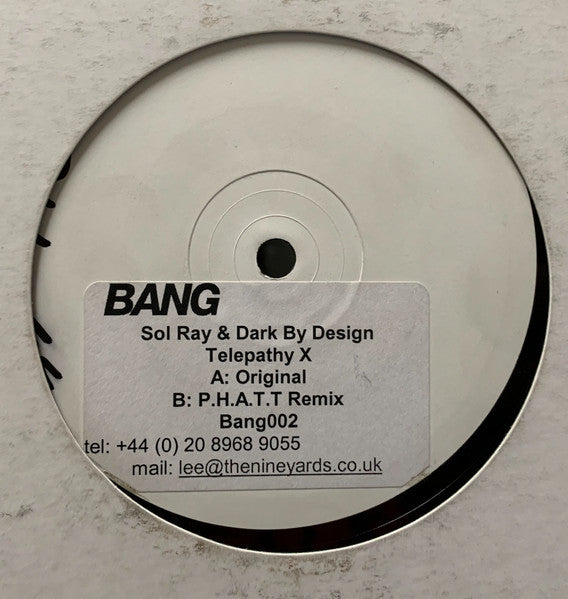 BANG
Sol Ray & Dark By Design
Telepathy X
A: Original
B: P.H.A.T.T Remix
Bang002
tel: +44 (0) 20 8968 9055
mail: lee@thenineyards.co.uk